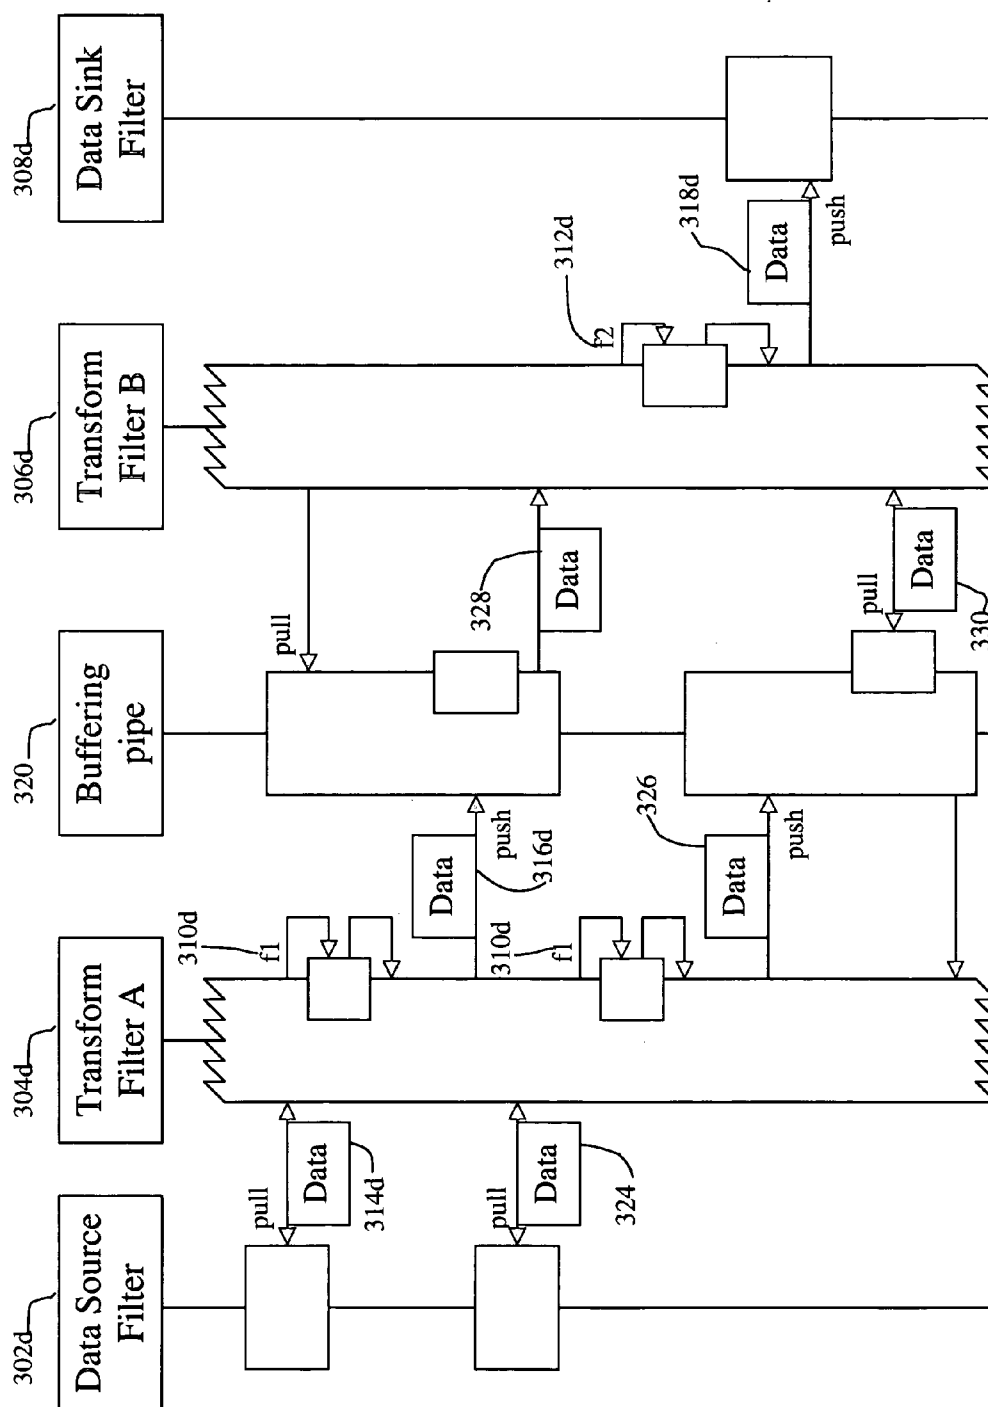 302d
Data Source
Filter
304d
Transform
Filter A
320
Buffering
pipe
306d
Transform
Filter B
308d
Data Sink
Filter
pull
Data
314d
310d
f1
pull
pull
Data
324
Data
push
316d
328
Data
310d
f1
312d
f2
Data
326
push
318d
Data
push
pull
Data
330